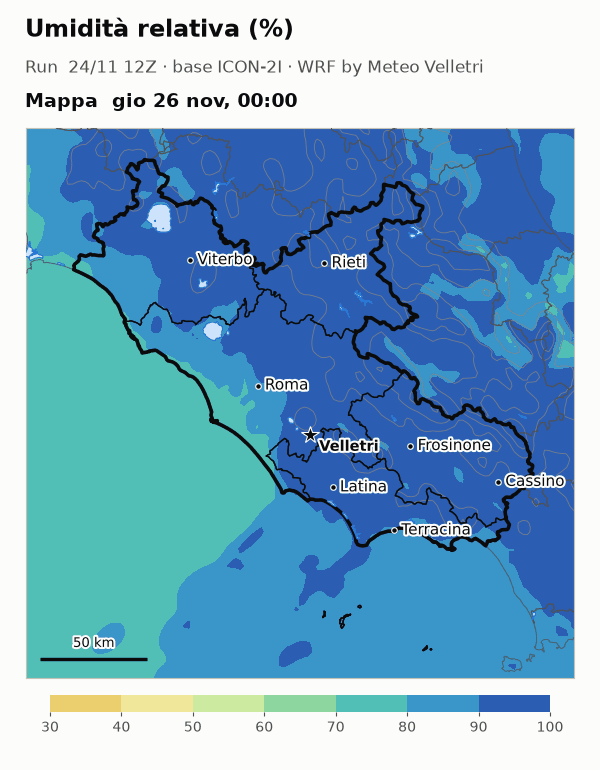 Umidità relativa (%)
Run 24/11 12Z · base ICON-2I · WRF by Meteo Velletri
Mappa gio 26 nov, 00:00
Viterbo
Rieti
Roma
Velletri
Frosinone
Latina
Cassino
Terracina
50 km
30 40 50 60 70 80 90 100